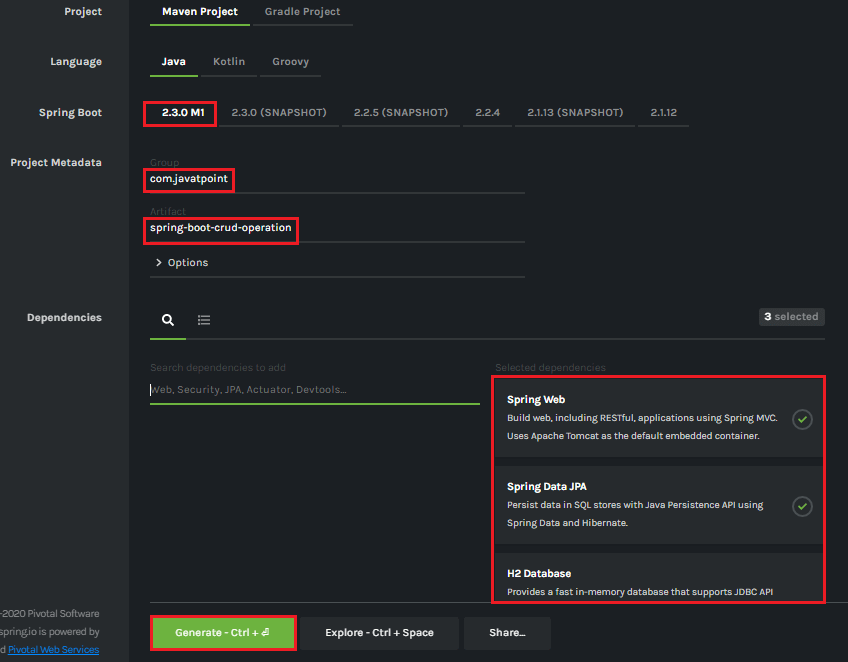 Project
Maven Project Gradle Project
Language
Java Kotlin Groovy
Spring Boot
2.3.0 M1 2.3.0 (SNAPSHOT) 2.2.5 (SNAPSHOT) 2.2.4 2.1.13 (SNAPSHOT) 2.1.12
Project Metadata
Group
com.javatpoint
Artifact
spring-boot-crud-operation
Options
Dependencies
3 selected
Search dependencies to add
Web, Security, JPA, Actuator, Devtools...
Selected dependencies
Spring Web
Build web, including RESTful, applications using Spring MVC.
Uses Apache Tomcat as the default embedded container.
Spring Data JPA
Persist data in SQL stores with Java Persistence API using
Spring Data and Hibernate.
H2 Database
Provides a fast in-memory database that supports JDBC API
-2020 Pivotal Software
spring.io is powered by
d Pivotal Web Services
Generate - Ctrl + ⏎ Explore - Ctrl + Space Share...